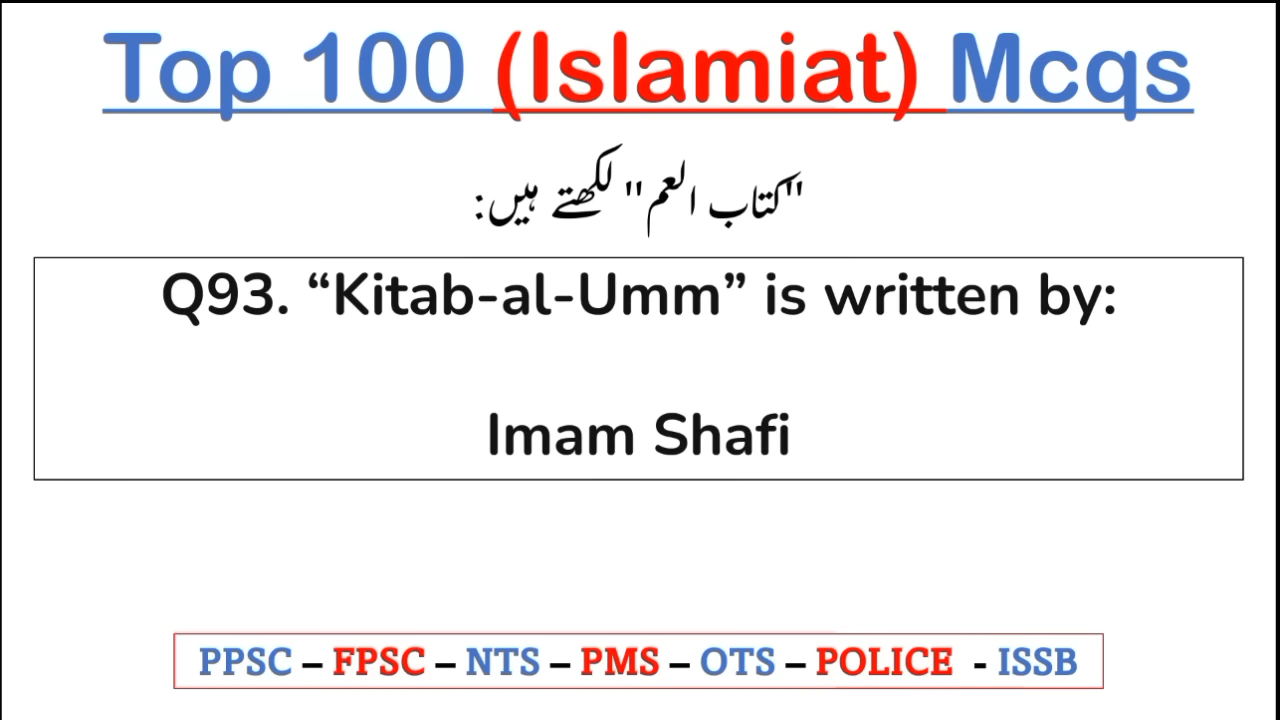 Top 100 (Islamiat) Mcqs
"کتاب العم" لکھتے ہیں:
Q93. “Kitab-al-Umm” is written by:
Imam Shafi
PPSC – FPSC – NTS – PMS – OTS – POLICE - ISSB